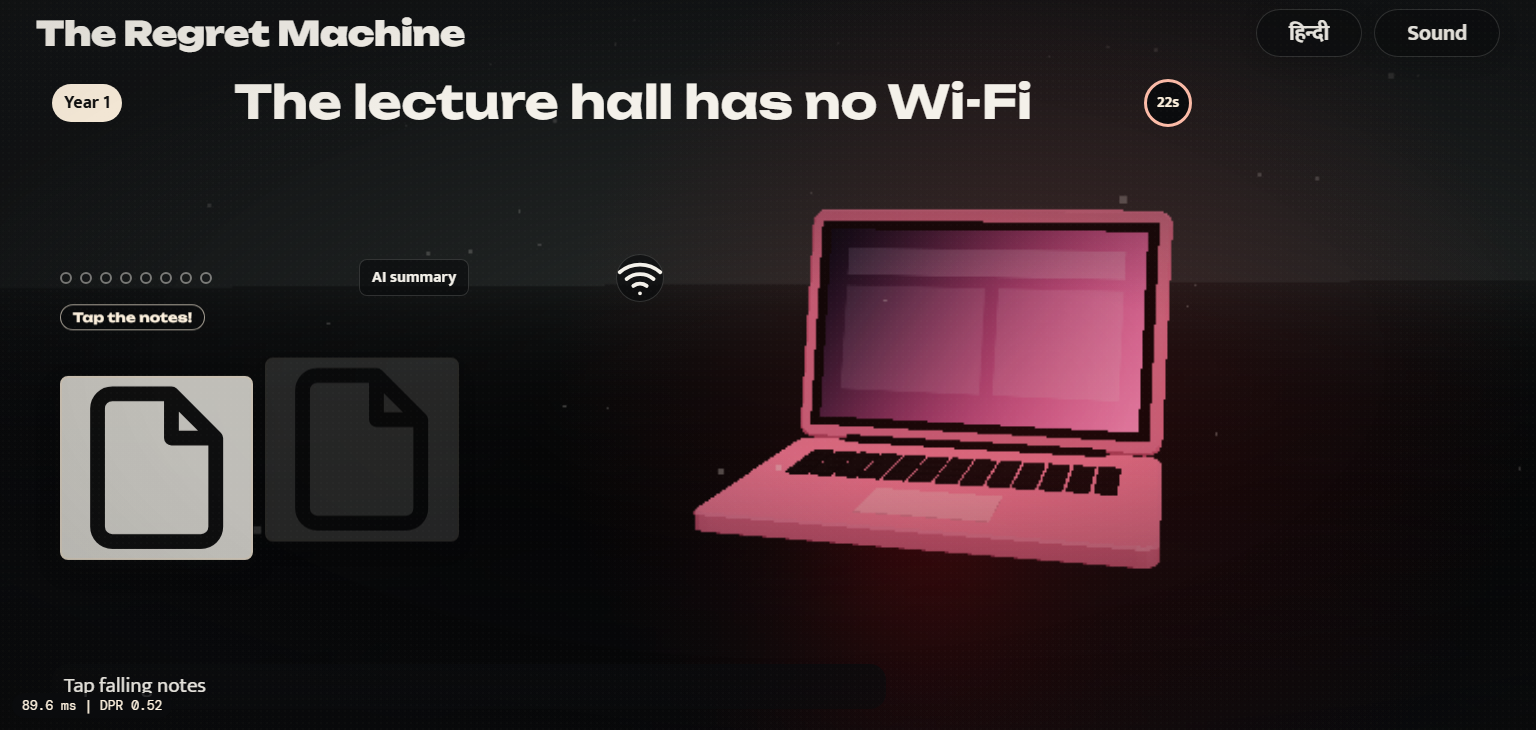 The Regret Machine
हिन्दी
Sound
Year 1
The lecture hall has no Wi-Fi
22s
AI summary
Tap the notes!
Tap falling notes
89.6 ms | DPR 0.52